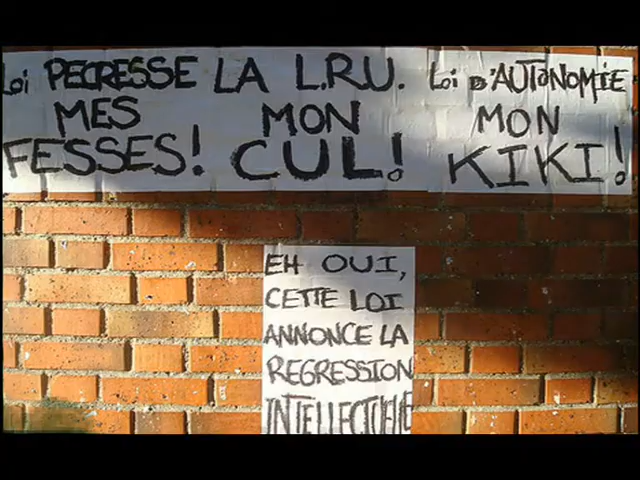 Loi PECRESSE
MES
FESSES!
LA L.R.U.
MON
CUL!
Loi D'AUTONOMIE
MON
KIKI!
EH OUI,
CETTE LOI
ANNONCE LA
REGRESSION
INTELLECTUELLE